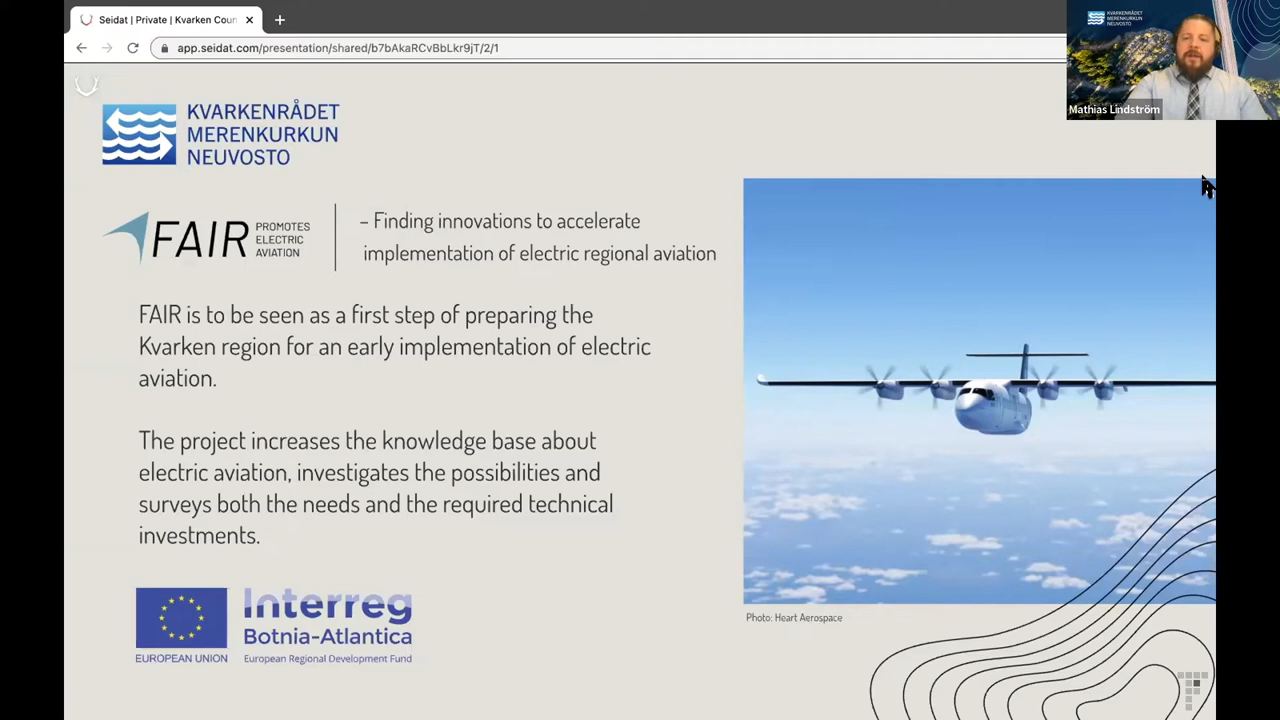 Seidat | Private | Kvarken Coun
app.seidat.com/presentation/shared/b7bAkaRCvBbLkr9jT/2/1
KVARKENRÅDET
MERENKURKUN
NEUVOSTO
Mathias Lindström
KVARKENRÅDET
MERENKURKUN
NEUVOSTO
FAIR
PROMOTES
ELECTRIC
AVIATION
– Finding innovations to accelerate
implementation of electric regional aviation
FAIR is to be seen as a first step of preparing the
Kvarken region for an early implementation of electric
aviation.
The project increases the knowledge base about
electric aviation, investigates the possibilities and
surveys both the needs and the required technical
investments.
Photo: Heart Aerospace
EUROPEAN UNION
Interreg
Botnia-Atlantica
European Regional Development Fund